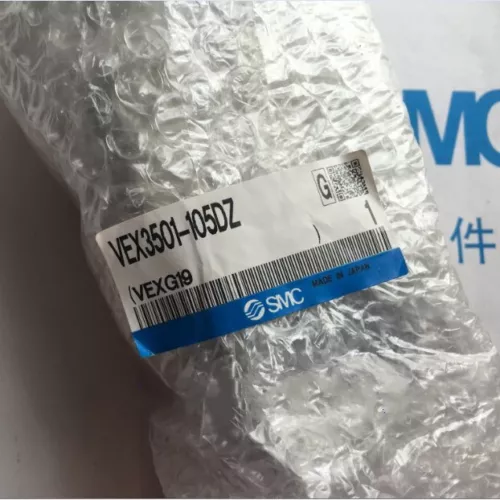 G
VEX3501-105DZ
(VEXG19 ) 1
SMC
MADE IN JAPAN
MC
件